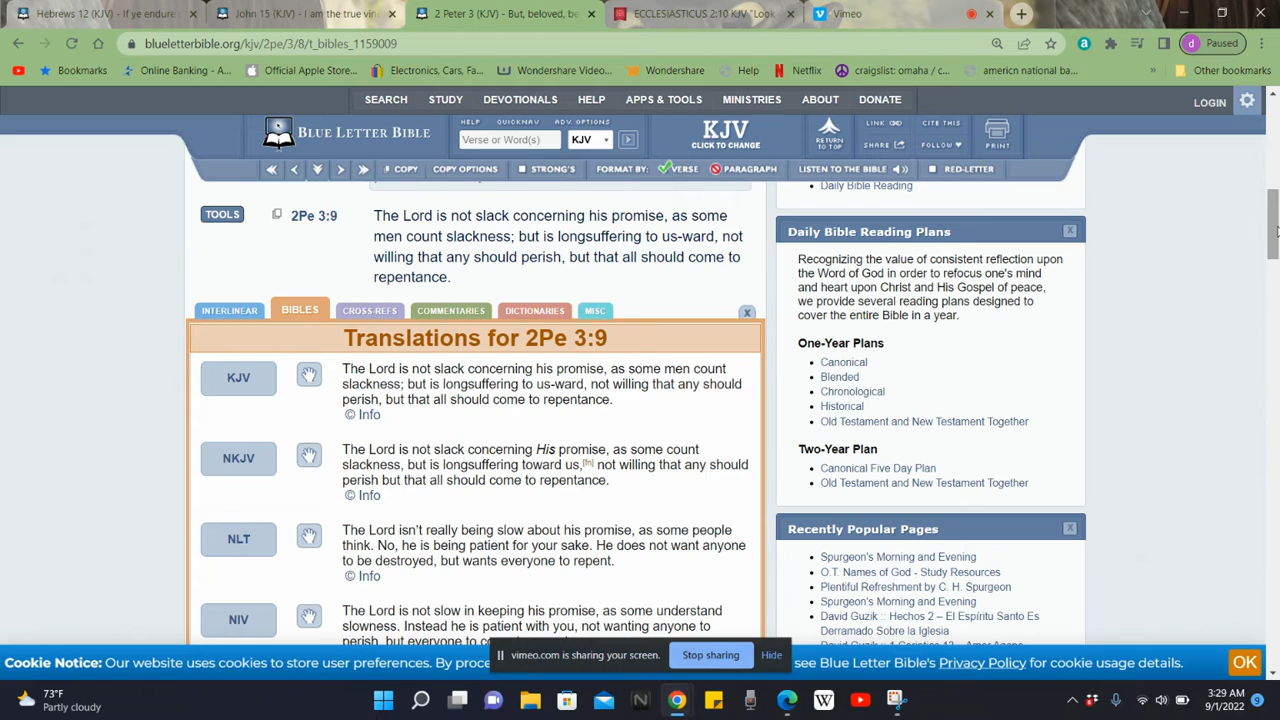 Hebrews 12 (KJV) - If ye endure
John 15 (KJV) - I am the true vin
2 Peter 3 (KJV) - But, beloved, be
ECCLESIASTICUS 2:10 KJV "Look
Vimeo
blueletterbible.org/kjv/2pe/3/8/t_bibles_1159009
Paused
Bookmarks
Online Banking - A...
Official Apple Store...
Electronics, Cars, Fa...
Wondershare Video...
Wondershare
Help
Netflix
craigslist: omaha / c...
americn national ba...
Other bookmarks
SEARCH STUDY DEVOTIONALS HELP APPS & TOOLS MINISTRIES ABOUT DONATE
LOGIN
BLUE LETTER BIBLE
HELP QUICKNAV ADV. OPTIONS
Verse or Word(s)
KJV
KJV
CLICK TO CHANGE
RETURN
TO TOP
LINK
CITE THIS
SHARE
FOLLOW
PRINT
COPY COPY OPTIONS STRONG'S FORMAT BY: VERSE PARAGRAPH LISTEN TO THE BIBLE RED-LETTER
TOOLS
2Pe 3:9
The Lord is not slack concerning his promise, as some
men count slackness; but is longsuffering to us-ward, not
willing that any should perish, but that all should come to
repentance.
INTERLINEAR BIBLES CROSS-REFS COMMENTARIES DICTIONARIES MISC
Translations for 2Pe 3:9
KJV
The Lord is not slack concerning his promise, as some men count
slackness; but is longsuffering to us-ward, not willing that any should
perish, but that all should come to repentance.
© Info
NKJV
The Lord is not slack concerning His promise, as some count
slackness, but is longsuffering toward us,[fn] not willing that any should
perish but that all should come to repentance.
© Info
NLT
The Lord isn't really being slow about his promise, as some people
think. No, he is being patient for your sake. He does not want anyone
to be destroyed, but wants everyone to repent.
© Info
NIV
The Lord is not slow in keeping his promise, as some understand
slowness. Instead he is patient with you, not wanting anyone to
perish, but everyone to
Daily Bible Reading
Daily Bible Reading Plans
Recognizing the value of consistent reflection upon
the Word of God in order to refocus one's mind
and heart upon Christ and His Gospel of peace,
we provide several reading plans designed to
cover the entire Bible in a year.
One-Year Plans
Canonical
Blended
Chronological
Historical
Old Testament and New Testament Together
Two-Year Plan
Canonical Five Day Plan
Old Testament and New Testament Together
Recently Popular Pages
Spurgeon's Morning and Evening
O.T. Names of God - Study Resources
Plentiful Refreshment by C. H. Spurgeon
Spurgeon's Morning and Evening
David Guzik :: Hechos 2 – El Espíritu Santo Es
Derramado Sobre la Iglesia
Cookie Notice: Our website uses cookies to store user preferences. By proce
vimeo.com is sharing your screen.
Stop sharing
Hide
see Blue Letter Bible's Privacy Policy for cookie usage details.
OK
73°F
Partly cloudy
3:29 AM
9/1/2022